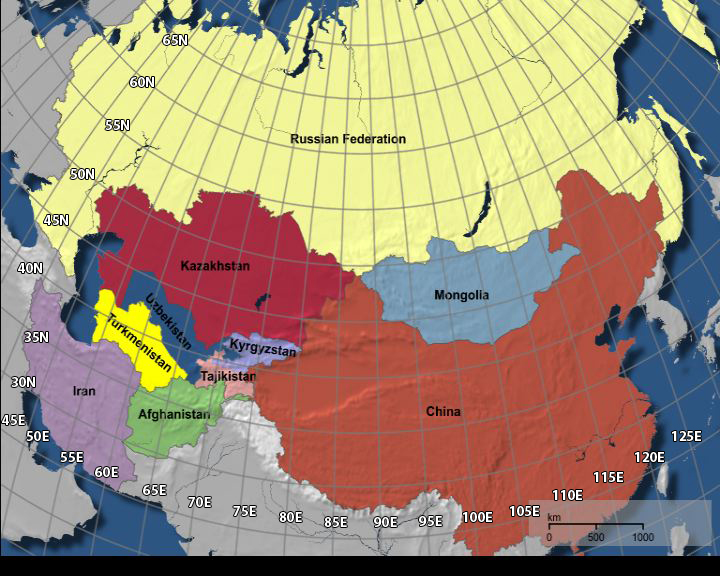 65N
60N
55N
Russian Federation
50N
45N
40N
Kazakhstan
Mongolia
Uzbekistan
Turkmenistan
35N
Kyrgyzstan
Tajikistan
30N
Iran
Afghanistan
China
45E
50E
55E
60E
65E
70E
75E
80E
85E
90E
95E
100E
105E
110E
115E
120E
125E
km
0 500 1000